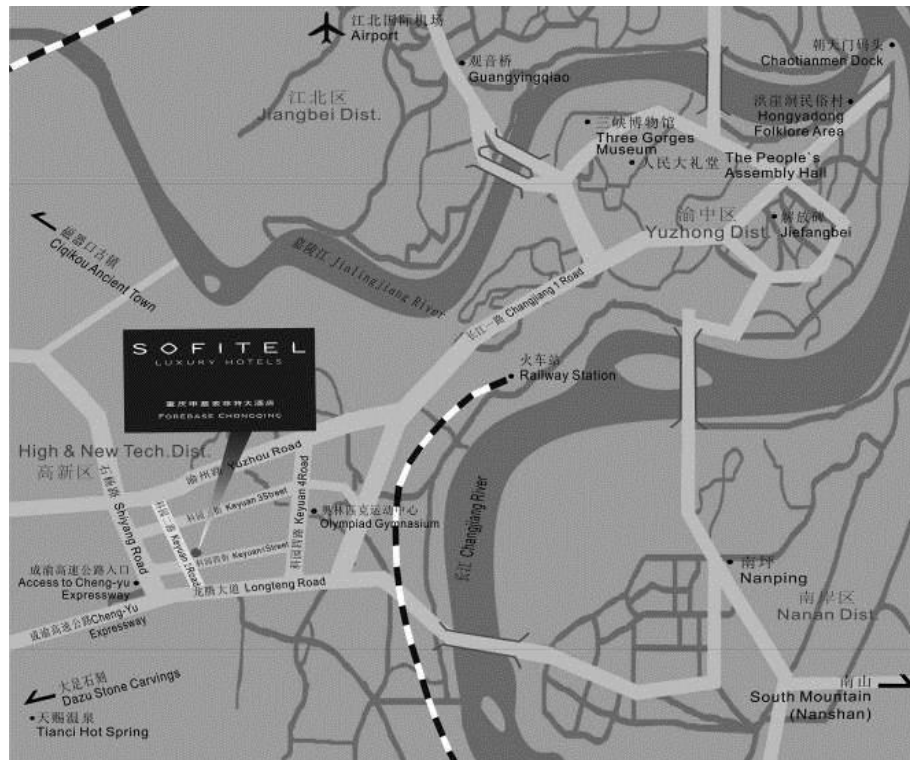 江北国际机场
Airport
观音桥
Guangyingqiao
朝天门码头
Chaotianmen Dock
江北区
Jiangbei Dist.
洪崖洞民俗村
Hongyadong
Folklore Area
三峡博物馆
Three Gorges
Museum
人民大礼堂
The People`s
Assembly Hall
渝中区
Yuzhong Dist.
解放碑
Jiefangbei
磁器口古镇
Ciqikou Ancient Town
嘉陵江 Jialingjiang River
长江一路 Changjiang 1 Road
SOFITEL
LUXURY HOTELS
FOREBASE CHONGQING
火车站
Railway Station
High & New Tech.Dist.
高新区
渝州路 Yuzhou Road
石杨路 Shiyang Road
Keyuan 3Street
科园四路 Keyuan 4Road
奥林匹克运动中心
Olympiad Gymnasium
长江 Changjiang River
科园二路 Keyuan 2Road
科园四街 Keyuan4Street
成渝高速公路入口
Access to Cheng-yu
Expressway
龙腾大道 Longteng Road
成渝高速公路Cheng-Yu
Expressway
南坪
Nanping
南岸区
Nanan Dist.
大足石刻
Dazu Stone Carvings
天赐温泉
Tianci Hot Spring
南山
South Mountain
(Nanshan)